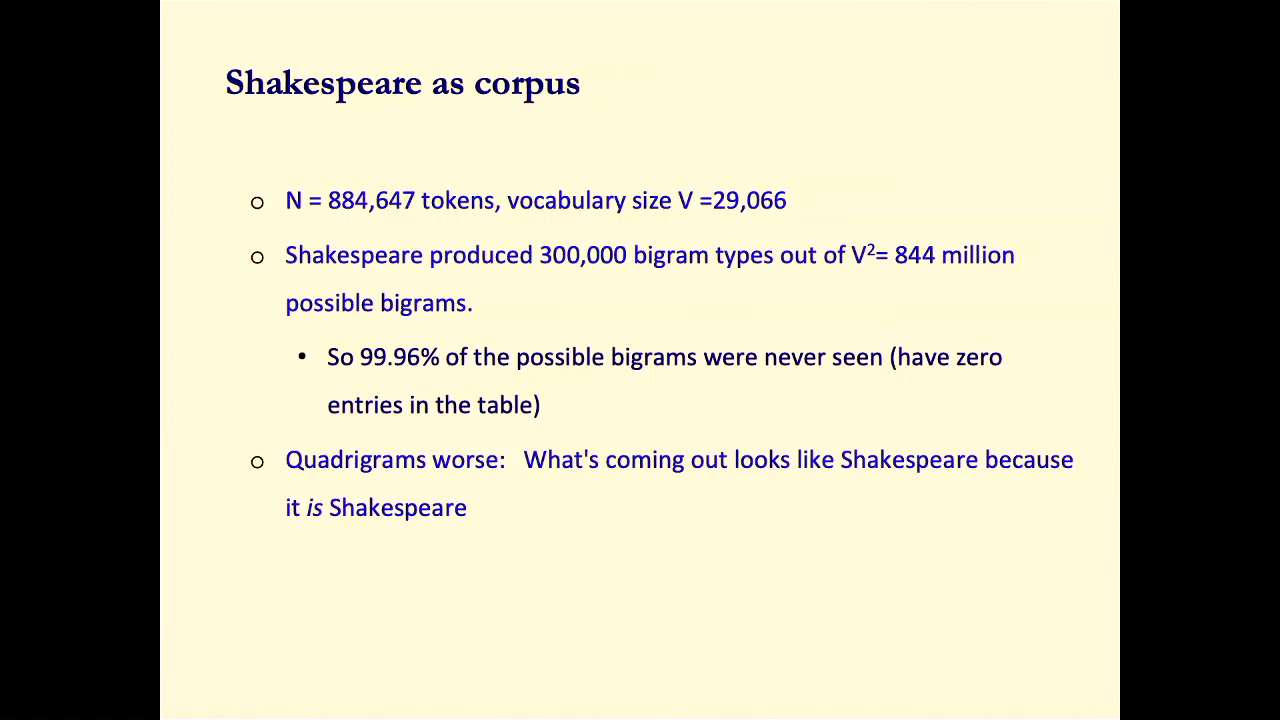 Shakespeare as corpus
○ N = 884,647 tokens, vocabulary size V =29,066
○ Shakespeare produced 300,000 bigram types out of V²= 844 million
possible bigrams.
• So 99.96% of the possible bigrams were never seen (have zero
entries in the table)
○ Quadrigrams worse: What's coming out looks like Shakespeare because
it is Shakespeare